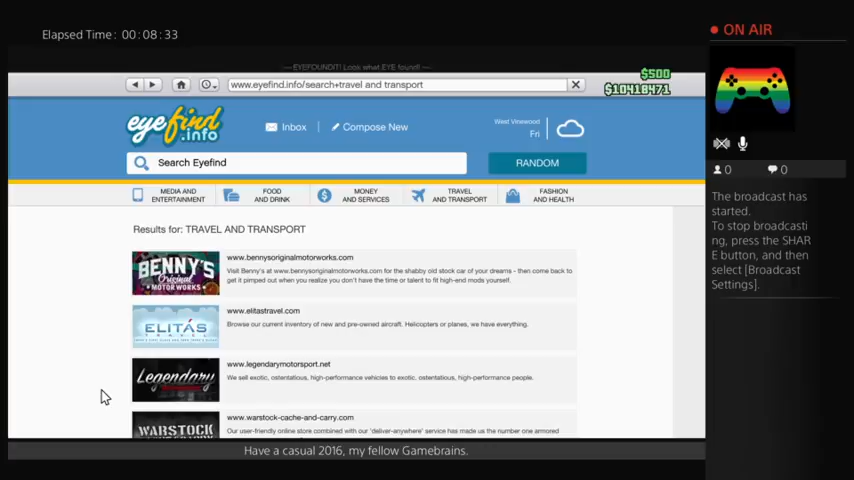 Elapsed Time: 00:08:33
ON AIR
—EYEFOUNDIT! Look what EYE found!—
www.eyefind.info/search+travel and transport
$500
$10418471
eyefind
.info
Inbox
Compose New
West Vinewood
Fri
Search Eyefind
RANDOM
MEDIA AND
ENTERTAINMENT
FOOD
AND DRINK
MONEY
AND SERVICES
TRAVEL
AND TRANSPORT
FASHION
AND HEALTH
0
0
The broadcast has
started.
To stop broadcasti
ng, press the SHAR
E button, and then
select [Broadcast
Settings].
Results for: TRAVEL AND TRANSPORT
BENNY'S
Original
MOTOR WORKS
www.bennysoriginalmotorworks.com
Visit Benny's at www.bennysoriginalmotorworks.com for the shabby old stock car of your dreams - then come back to
get it pimped out when you realize you don't have the time or talent to fit high-end mods yourself.
ELITÁS
TRAVEL
www.elitastravel.com
Browse our current inventory of new and pre-owned aircraft. Helicopters or planes, we have everything.
Legendary
MOTORSPORT
www.legendarymotorsport.net
We sell exotic, ostentatious, high-performance vehicles to exotic, ostentatious, high-performance people.
WARSTOCK
www.warstock-cache-and-carry.com
Our user-friendly online store combined with our 'deliver-anywhere' service has made us the number one armored
Have a casual 2016, my fellow Gamebrains.